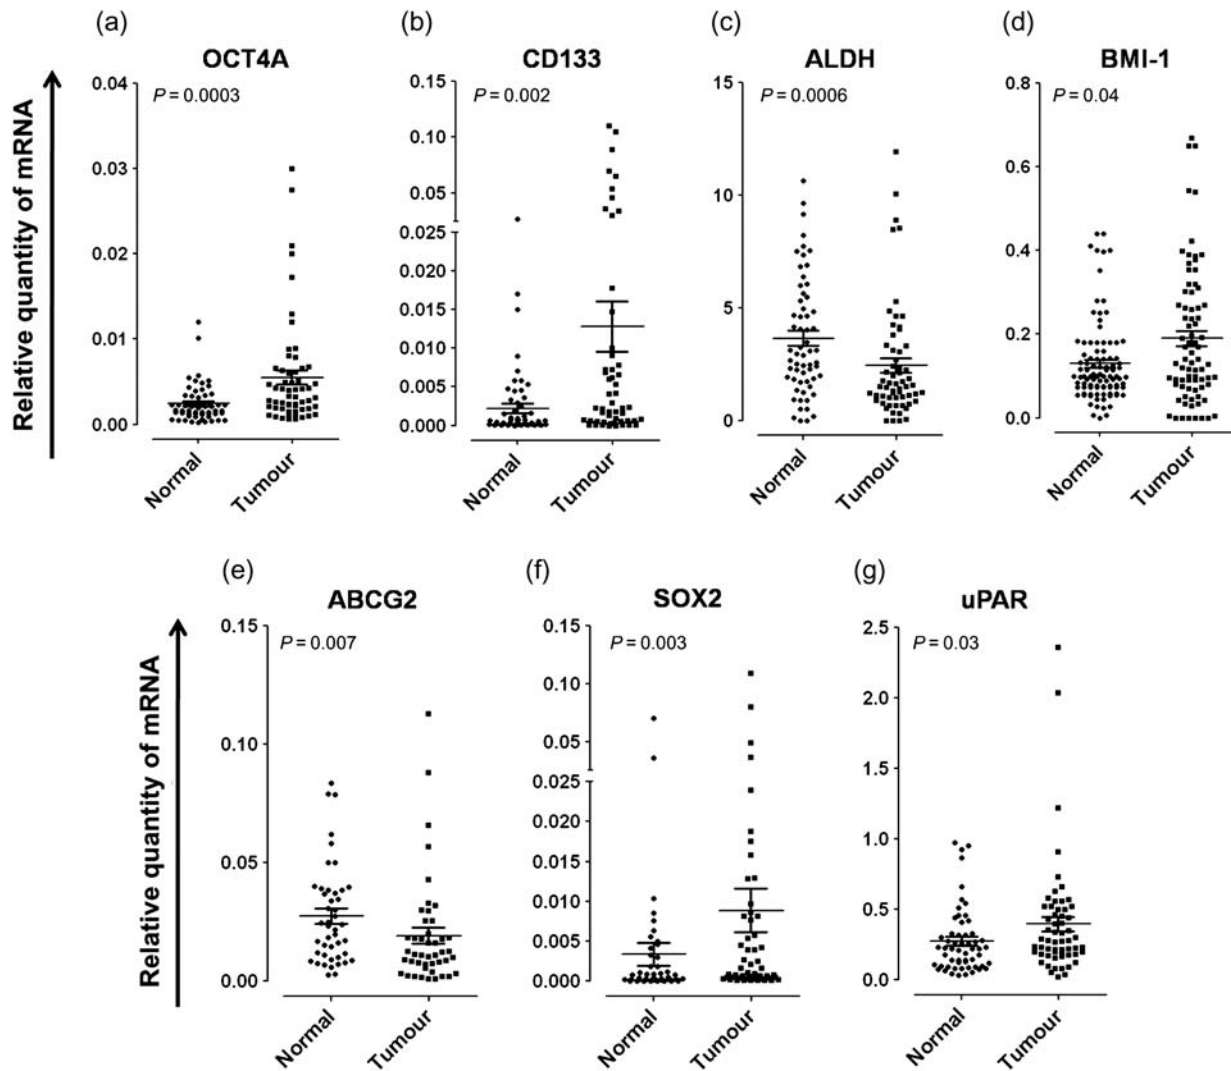 (a)
OCT4A
P = 0.0003
0.04
0.03
0.02
0.01
0.00
Normal
Tumour
(b)
CD133
P = 0.002
0.15
0.10
0.05
0.025
0.020
0.015
0.010
0.005
0.000
Normal
Tumour
(c)
ALDH
P = 0.0006
15
10
5
0
Normal
Tumour
(d)
BMI-1
P = 0.04
0.8
0.6
0.4
0.2
0.0
Normal
Tumour
Relative quantity of mRNA
(e)
ABCG2
P = 0.007
0.15
0.10
0.05
0.00
Normal
Tumour
(f)
SOX2
P = 0.003
0.15
0.10
0.05
0.025
0.020
0.015
0.010
0.005
0.000
Normal
Tumour
(g)
uPAR
P = 0.03
2.5
2.0
1.5
1.0
0.5
0.0
Normal
Tumour
Relative quantity of mRNA